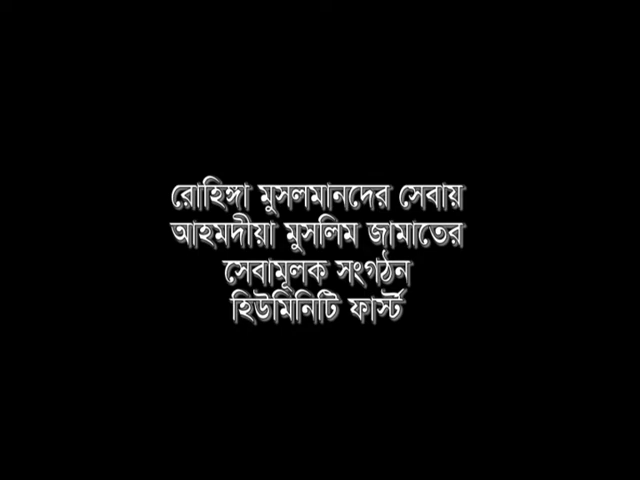 রোহিঙ্গা মুসলমানদের সেবায়
আহমদীয়া মুসলিম জামাতের
সেবামূলক সংগঠন
হিউমিনিটি ফার্স্ট